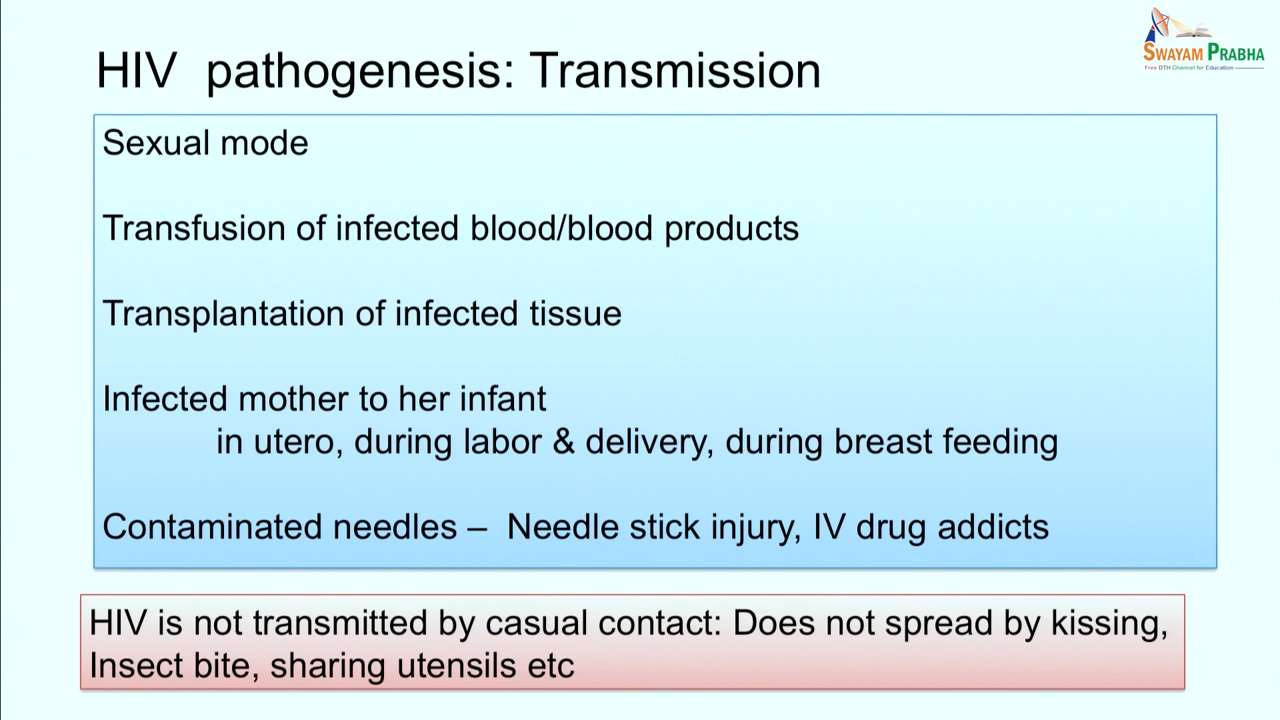 SWAYAM PRABHA
Free DTH Channel for Education
HIV pathogenesis: Transmission
Sexual mode
Transfusion of infected blood/blood products
Transplantation of infected tissue
Infected mother to her infant
in utero, during labor & delivery, during breast feeding
Contaminated needles – Needle stick injury, IV drug addicts
HIV is not transmitted by casual contact: Does not spread by kissing,
Insect bite, sharing utensils etc